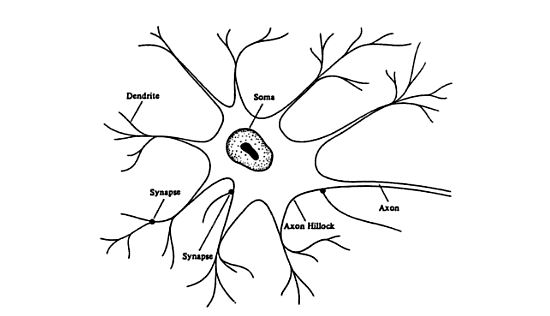 Soma
Dendrite
Synapse
Axon
Axon Hillock
Synapse